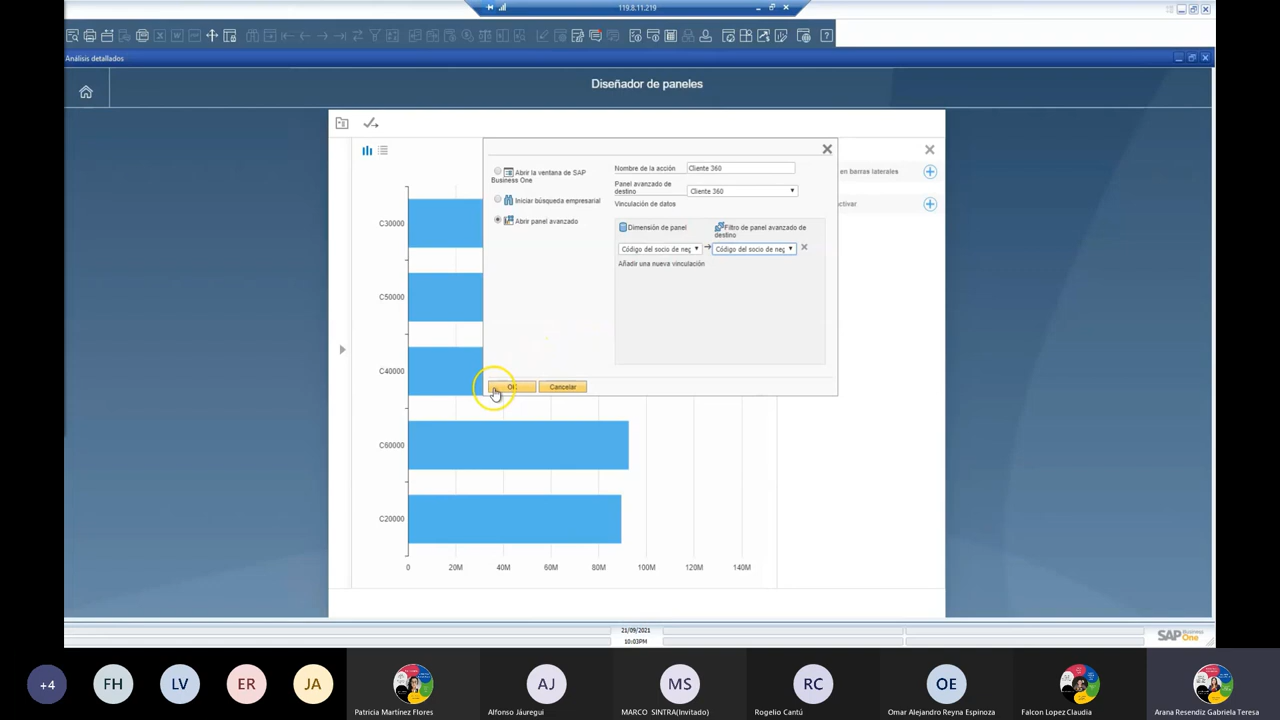 119.8.11.219
Análisis detallados
Diseñador de paneles
Abrir la ventana de SAP
Business One
Iniciar búsqueda empresarial
Abrir panel avanzado
Nombre de la acción
Cliente 360
Panel avanzado de
destino
Cliente 360
Vinculación de datos
Dimensión de panel
Filtro de panel avanzado de
destino
Código del socio de neg
Código del socio de neg
Añadir una nueva vinculación
OK
Cancelar
en barras laterales
ctivar
C30000
C50000
C40000
C60000
C20000
0
20M
40M
60M
80M
100M
120M
140M
21/09/2021
10:03PM
SAP Business One
+4
FH
LV
ER
JA
Patricia Martínez Flores
AJ
Alfonso Jáuregui
MS
MARCO SINTRA(Invitado)
RC
Rogelio Cantú
OE
Omar Alejandro Reyna Espinoza
Falcon Lopez Claudia
Arana Resendiz Gabriela Teresa